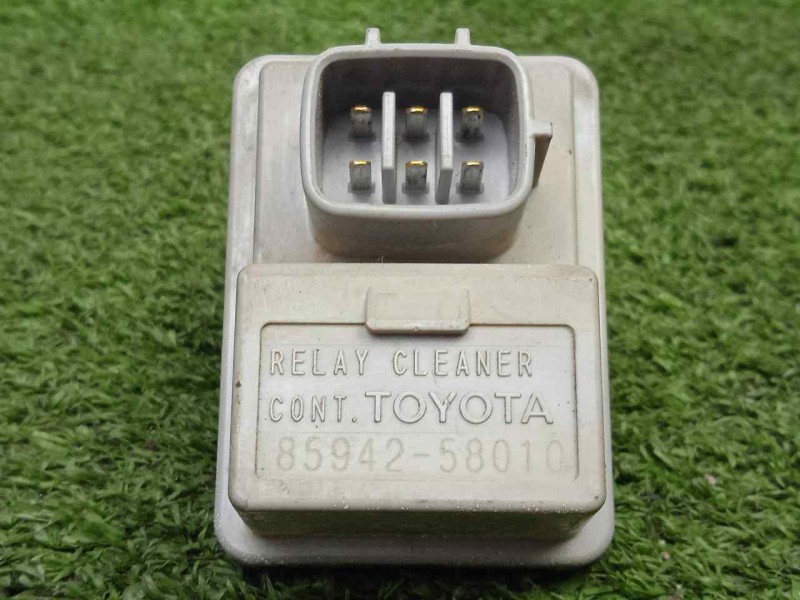 RELAY CLEANER
CONT. TOYOTA
85942-58010